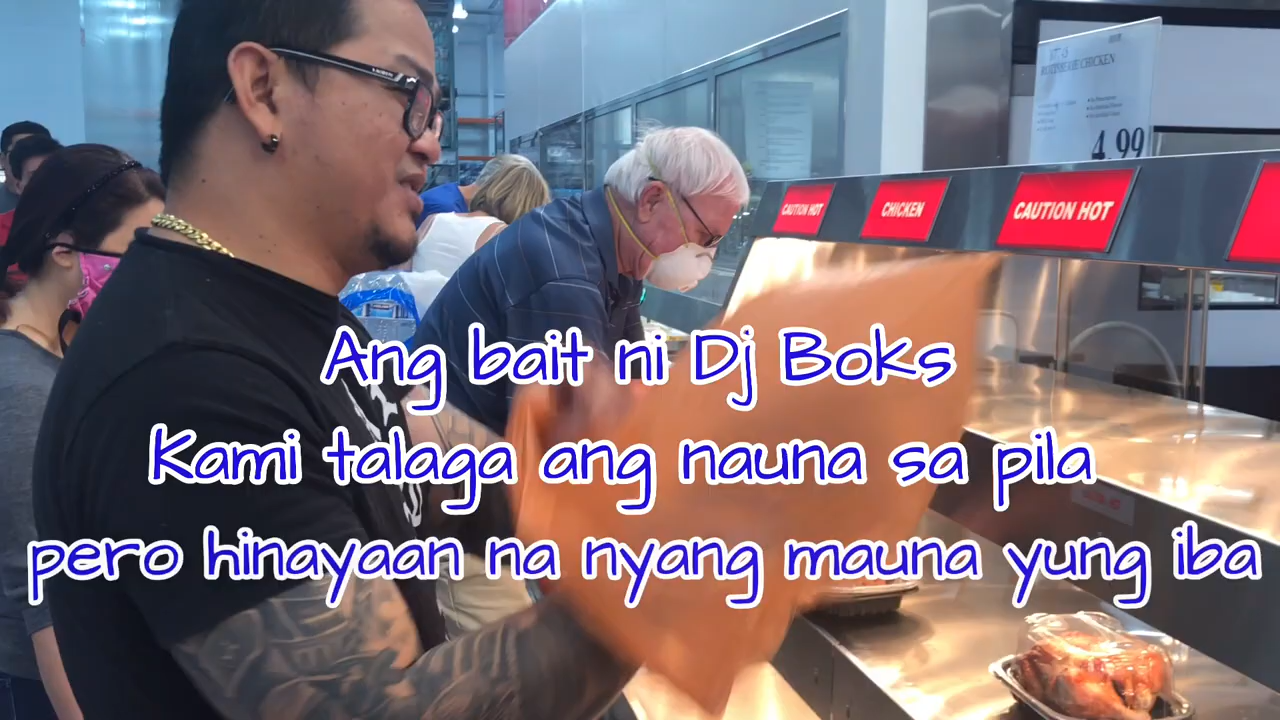 CHICKEN
4.99
CAUTION HOT
CHICKEN
CAUTION HOT
Ang bait ni Dj Boks
Kami talaga ang nauna sa pila
pero hinayaan na nyang mauna yung iba